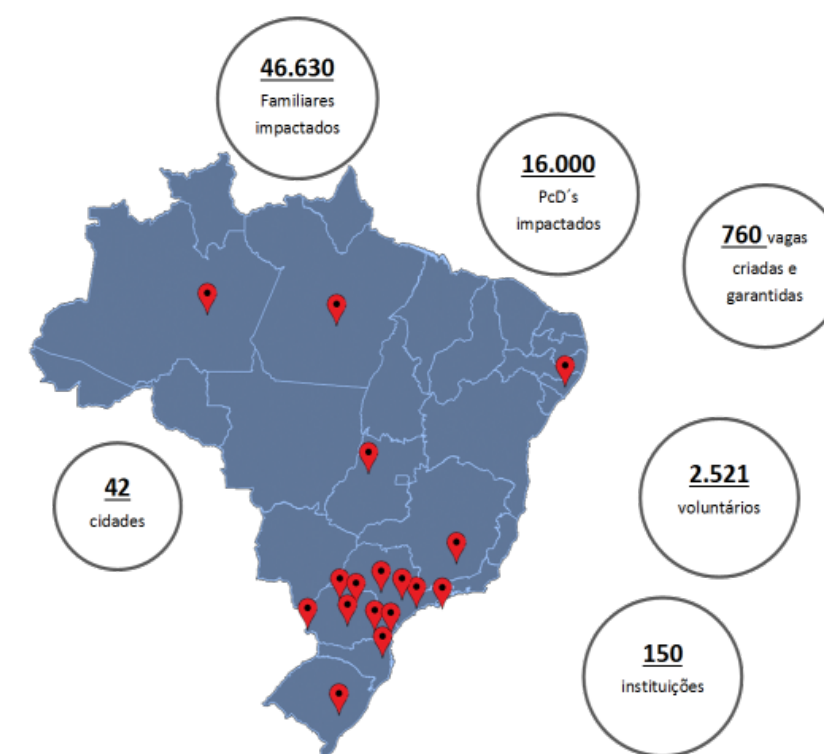 46.630
Familiares
impactados
16.000
PcD´s
impactados
760 vagas
criadas e
garantidas
42
cidades
2.521
voluntários
150
instituições